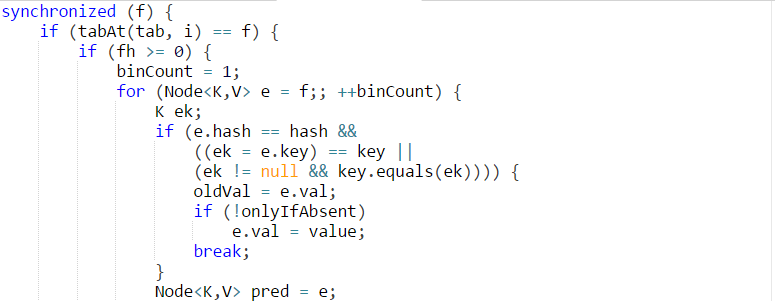 synchronized (f) {
    if (tabAt(tab, i) == f) {
        if (fh >= 0) {
            binCount = 1;
            for (Node<K,V> e = f;; ++binCount) {
                K ek;
                if (e.hash == hash &&
                    ((ek = e.key) == key ||
                    (ek != null && key.equals(ek)))) {
                    oldVal = e.val;
                    if (!onlyIfAbsent)
                        e.val = value;
                    break;
                }
                Node<K,V> pred = e;